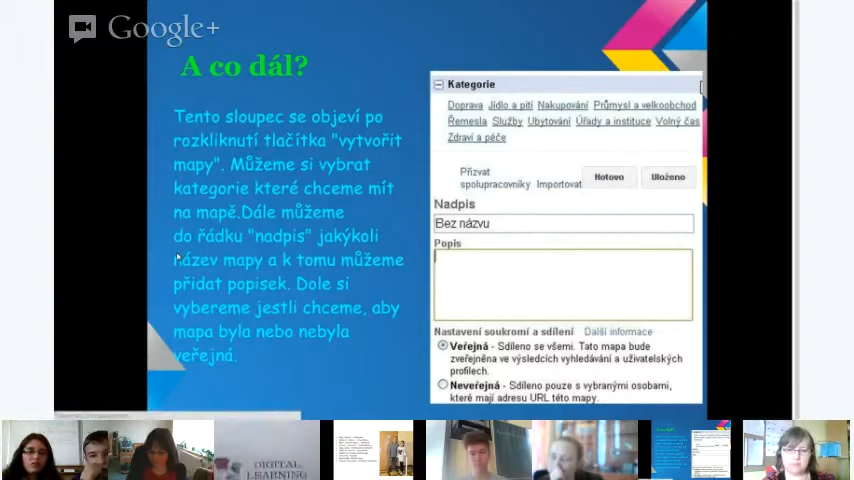 Google+
A co dál?
Tento sloupec se objeví po
rozkliknutí tlačítka "vytvořit
mapy". Můžeme si vybrat
kategorie které chceme mít
na mapě.Dále můžeme
do řádku "nadpis" jakýkoli
název mapy a k tomu můžeme
přidat popisek. Dole si
vybereme jestli chceme, aby
mapa byla nebo nebyla
veřejná.
Kategorie
Doprava Jídlo a pití Nakupování Průmysl a velkoobchod
Řemesla Služby Ubytování Úřady a instituce Volný čas
Zdraví a péče
Přizvat
spolupracovníky Importovat Hotovo Uloženo
Nadpis
Bez názvu
Popis
Nastavení soukromí a sdílení Další informace
Veřejná - Sdíleno se všemi. Tato mapa bude
zveřejněna ve výsledcích vyhledávání a uživatelských
profilech.
Neveřejná - Sdíleno pouze s vybranými osobami,
které mají adresu URL této mapy.
DIGITAL
LEARNING